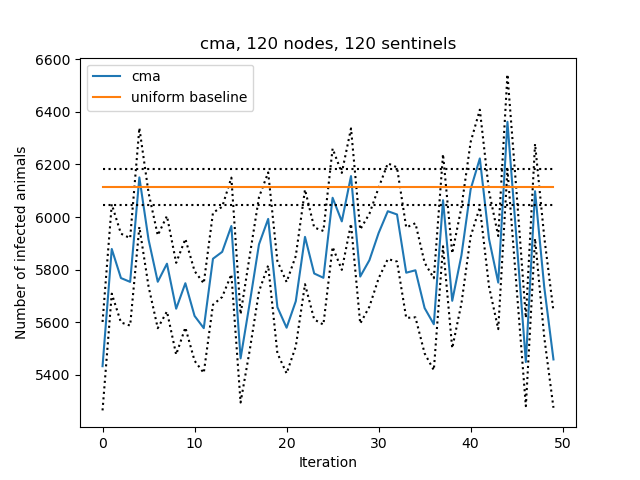 cma, 120 nodes, 120 sentinels
6600
6400
6200
6000
5800
5600
5400
Number of infected animals
cma
uniform baseline
0
10
20
30
40
50
Iteration